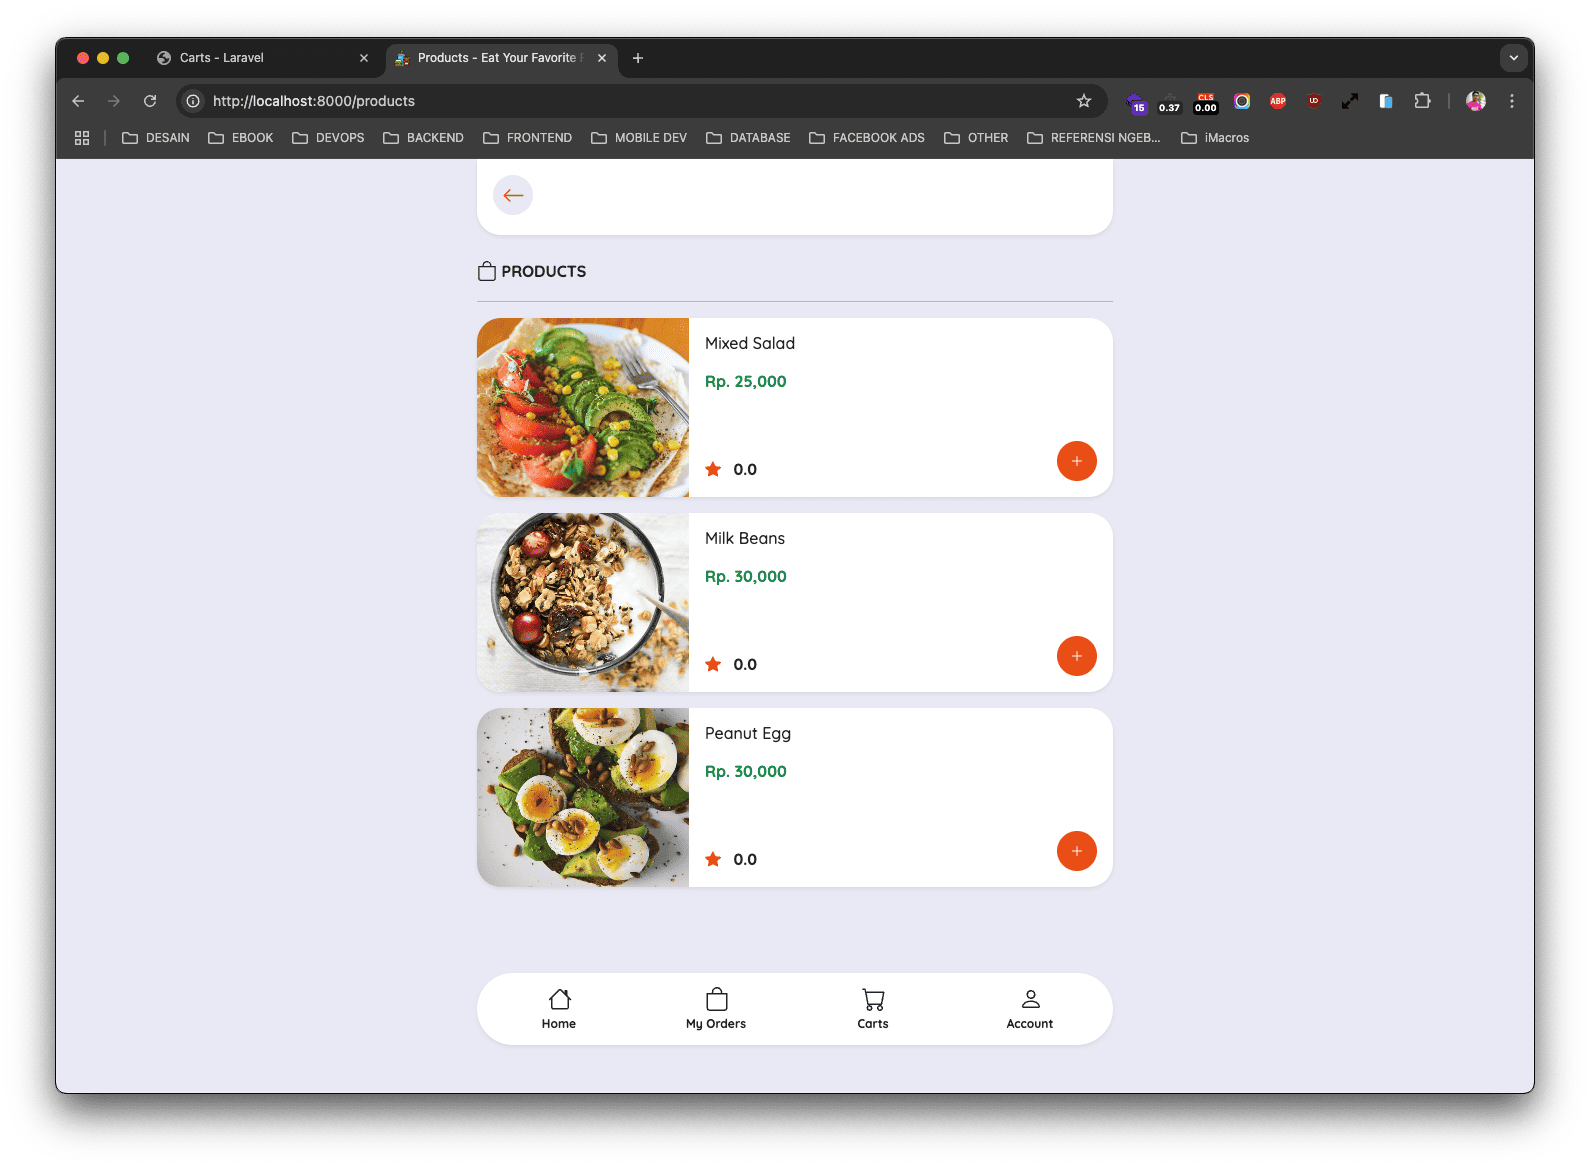 Carts - Laravel
Products - Eat Your Favorite
http://localhost:8000/products
15
0.37
CLS
0.00
ABP
UD
DESAIN
EBOOK
DEVOPS
BACKEND
FRONTEND
MOBILE DEV
DATABASE
FACEBOOK ADS
OTHER
REFERENSI NGEB...
iMacros
PRODUCTS
Mixed Salad
Rp. 25,000
0.0
Milk Beans
Rp. 30,000
0.0
Peanut Egg
Rp. 30,000
0.0
Home
My Orders
Carts
Account